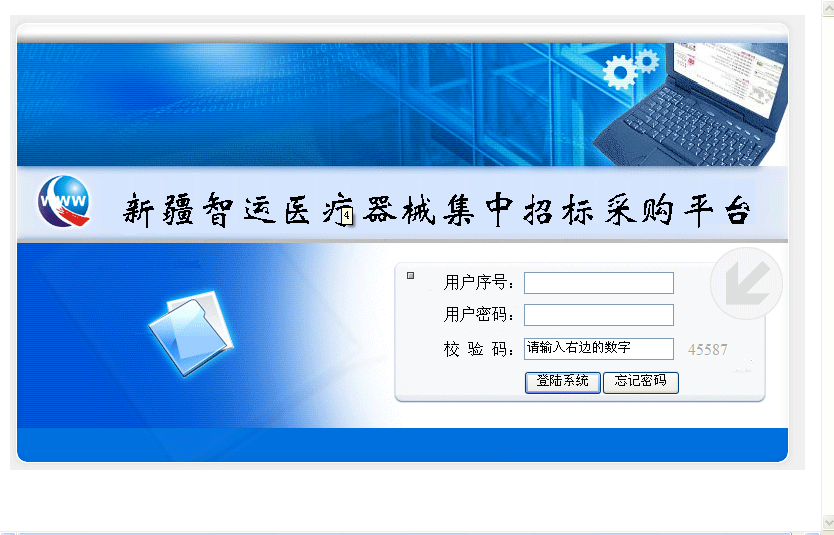 www
新疆智运医疗器械集中招标采购平台
4
用户序号：
用户密码：
校 验 码： 请输入右边的数字 45587
登陆系统 忘记密码